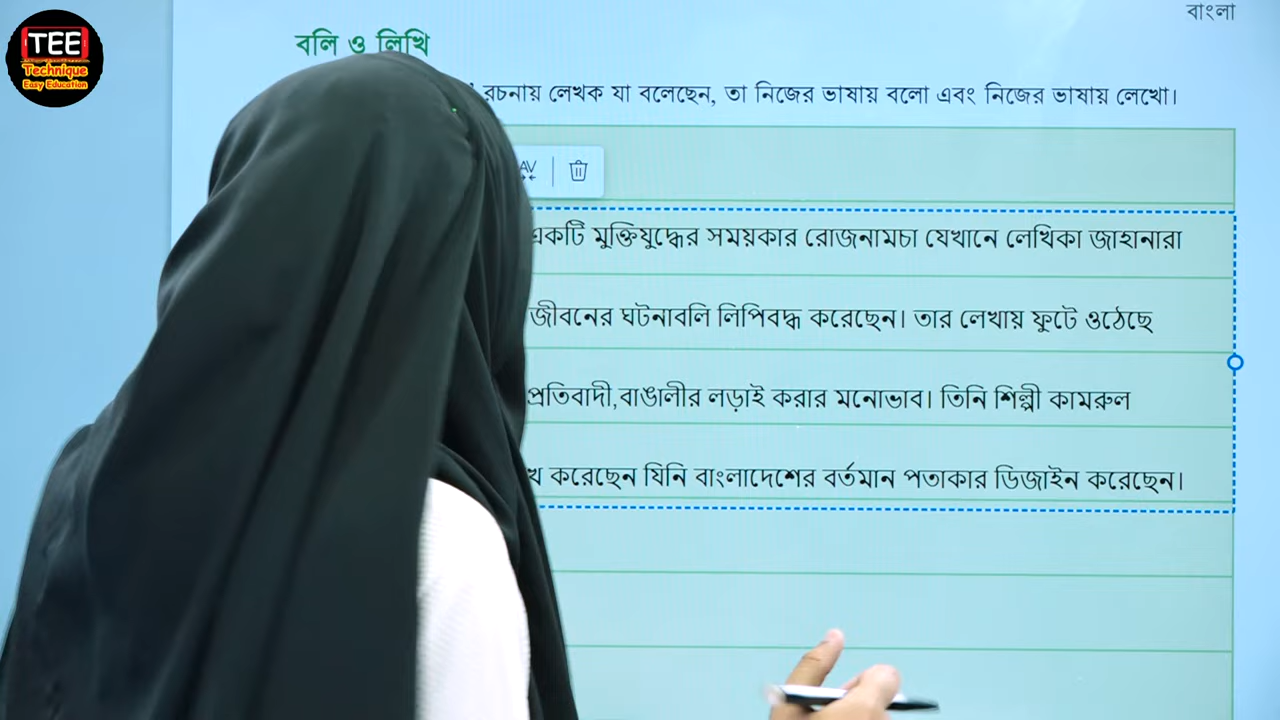 TEE
Technique
Easy Education
বাংলা
বলি ও লিখি
রচনায় লেখক যা বলেছেন, তা নিজের ভাষায় বলো এবং নিজের ভাষায় লেখো।
AV
একটি মুক্তিযুদ্ধের সময়কার রোজনামচা যেখানে লেখিকা জাহানারা
জীবনের ঘটনাবলি লিপিবদ্ধ করেছেন। তার লেখায় ফুটে ওঠেছে
প্রতিবাদী,বাঙালীর লড়াই করার মনোভাব। তিনি শিল্পী কামরুল
করেছেন যিনি বাংলাদেশের বর্তমান পতাকার ডিজাইন করেছেন।